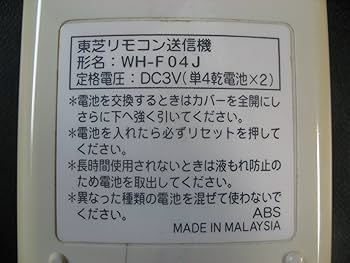 東芝リモコン送信機
形名：WH-F04J
定格電圧：DC3V（単4乾電池×2）
＊電池を交換するときはカバーを全開にし
さらに下へ強く引いてください。
＊電池を入れたら必ずリセットを押して
ください。
＊長時間使用されないときは液もれ防止の
ため電池を取出してください。
＊異なった種類の電池を混ぜて使わないで
ください。 ABS
MADE IN MALAYSIA